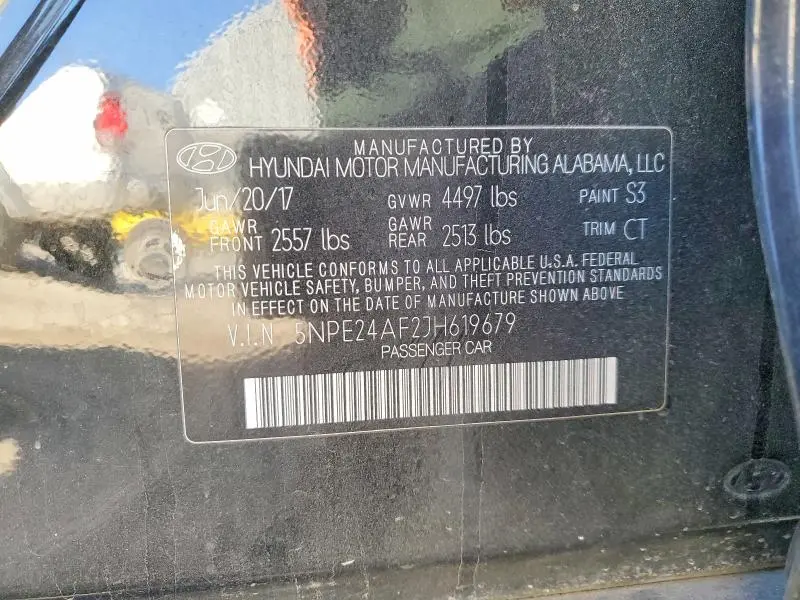 MANUFACTURED BY
HYUNDAI MOTOR MANUFACTURING ALABAMA, LLC
Jun/20/17 GVWR 4497 lbs PAINT S3
GAWR FRONT 2557 lbs GAWR REAR 2513 lbs TRIM CT
THIS VEHICLE CONFORMS TO ALL APPLICABLE U.S.A. FEDERAL
MOTOR VEHICLE SAFETY, BUMPER, AND THEFT PREVENTION STANDARDS
IN EFFECT ON THE DATE OF MANUFACTURE SHOWN ABOVE
V.I.N 5NPE24AF2JH619679
PASSENGER CAR